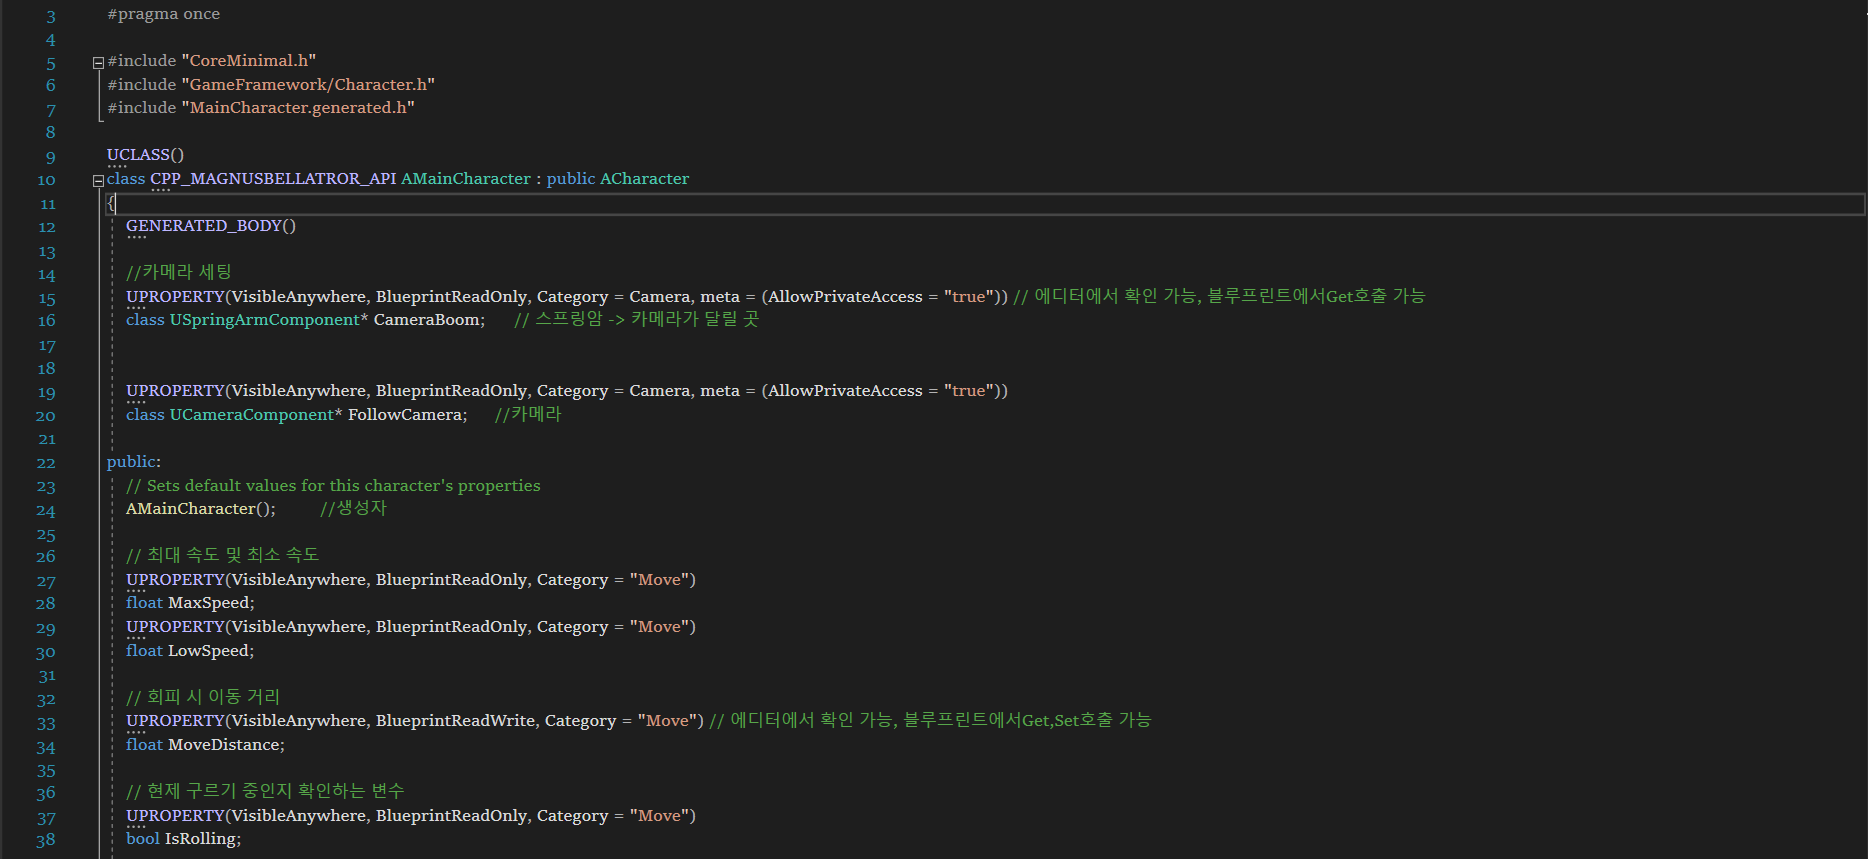 3 #pragma once
4
5 #include "CoreMinimal.h"
6 #include "GameFramework/Character.h"
7 #include "MainCharacter.generated.h"
8
9 UCLASS()
10 class CPP_MAGNUSBELLATROR_API AMainCharacter : public ACharacter
11 {
12 GENERATED_BODY()
13
14 //카메라 세팅
15 UPROPERTY(VisibleAnywhere, BlueprintReadOnly, Category = Camera, meta = (AllowPrivateAccess = "true")) // 에디터에서 확인 가능, 블루프린트에서Get호출 가능
16 class USpringArmComponent* CameraBoom; // 스프링암 -> 카메라가 달릴 곳
17
18
19 UPROPERTY(VisibleAnywhere, BlueprintReadOnly, Category = Camera, meta = (AllowPrivateAccess = "true"))
20 class UCameraComponent* FollowCamera; //카메라
21
22 public:
23 // Sets default values for this character's properties
24 AMainCharacter(); //생성자
25
26 // 최대 속도 및 최소 속도
27 UPROPERTY(VisibleAnywhere, BlueprintReadOnly, Category = "Move")
28 float MaxSpeed;
29 UPROPERTY(VisibleAnywhere, BlueprintReadOnly, Category = "Move")
30 float LowSpeed;
31
32 // 회피 시 이동 거리
33 UPROPERTY(VisibleAnywhere, BlueprintReadWrite, Category = "Move") // 에디터에서 확인 가능, 블루프린트에서Get,Set호출 가능
34 float MoveDistance;
35
36 // 현제 구르기 중인지 확인하는 변수
37 UPROPERTY(VisibleAnywhere, BlueprintReadOnly, Category = "Move")
38 bool IsRolling;